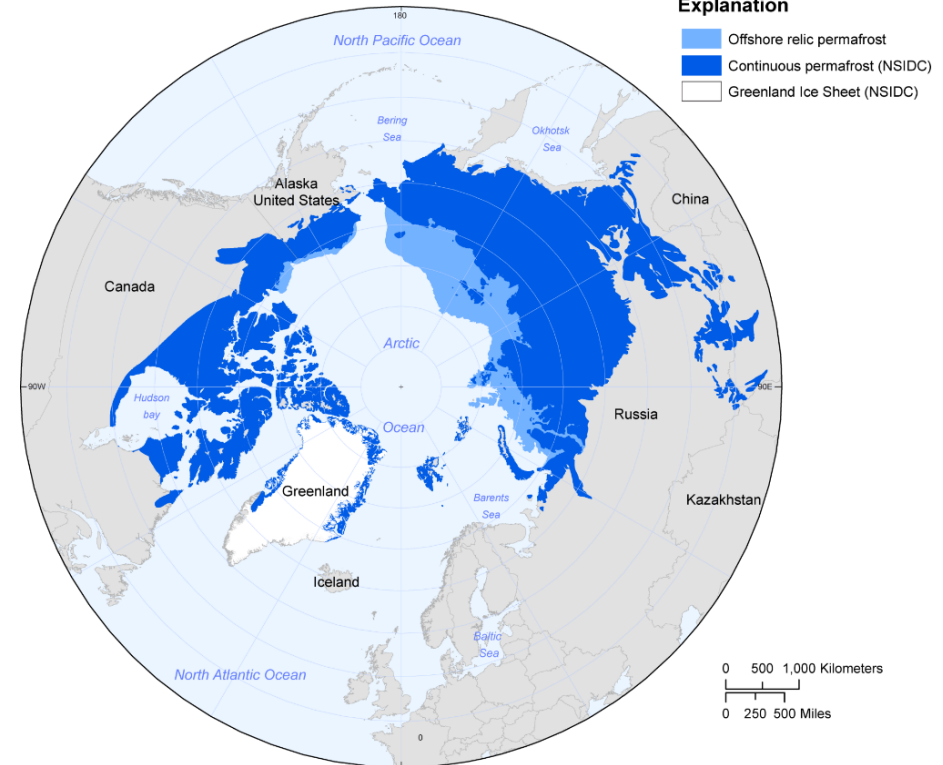 Explanation
Offshore relic permafrost
Continuous permafrost (NSIDC)
Greenland Ice Sheet (NSIDC)
180
North Pacific Ocean
Bering
Sea
Okhotsk
Sea
Alaska
United States
China
Canada
Arctic
Ocean
90W
90E
Hudson
bay
Russia
Greenland
Barents
Sea
Kazakhstan
Iceland
Baltic
Sea
North Atlantic Ocean
0
0 500 1,000 Kilometers
0 250 500 Miles